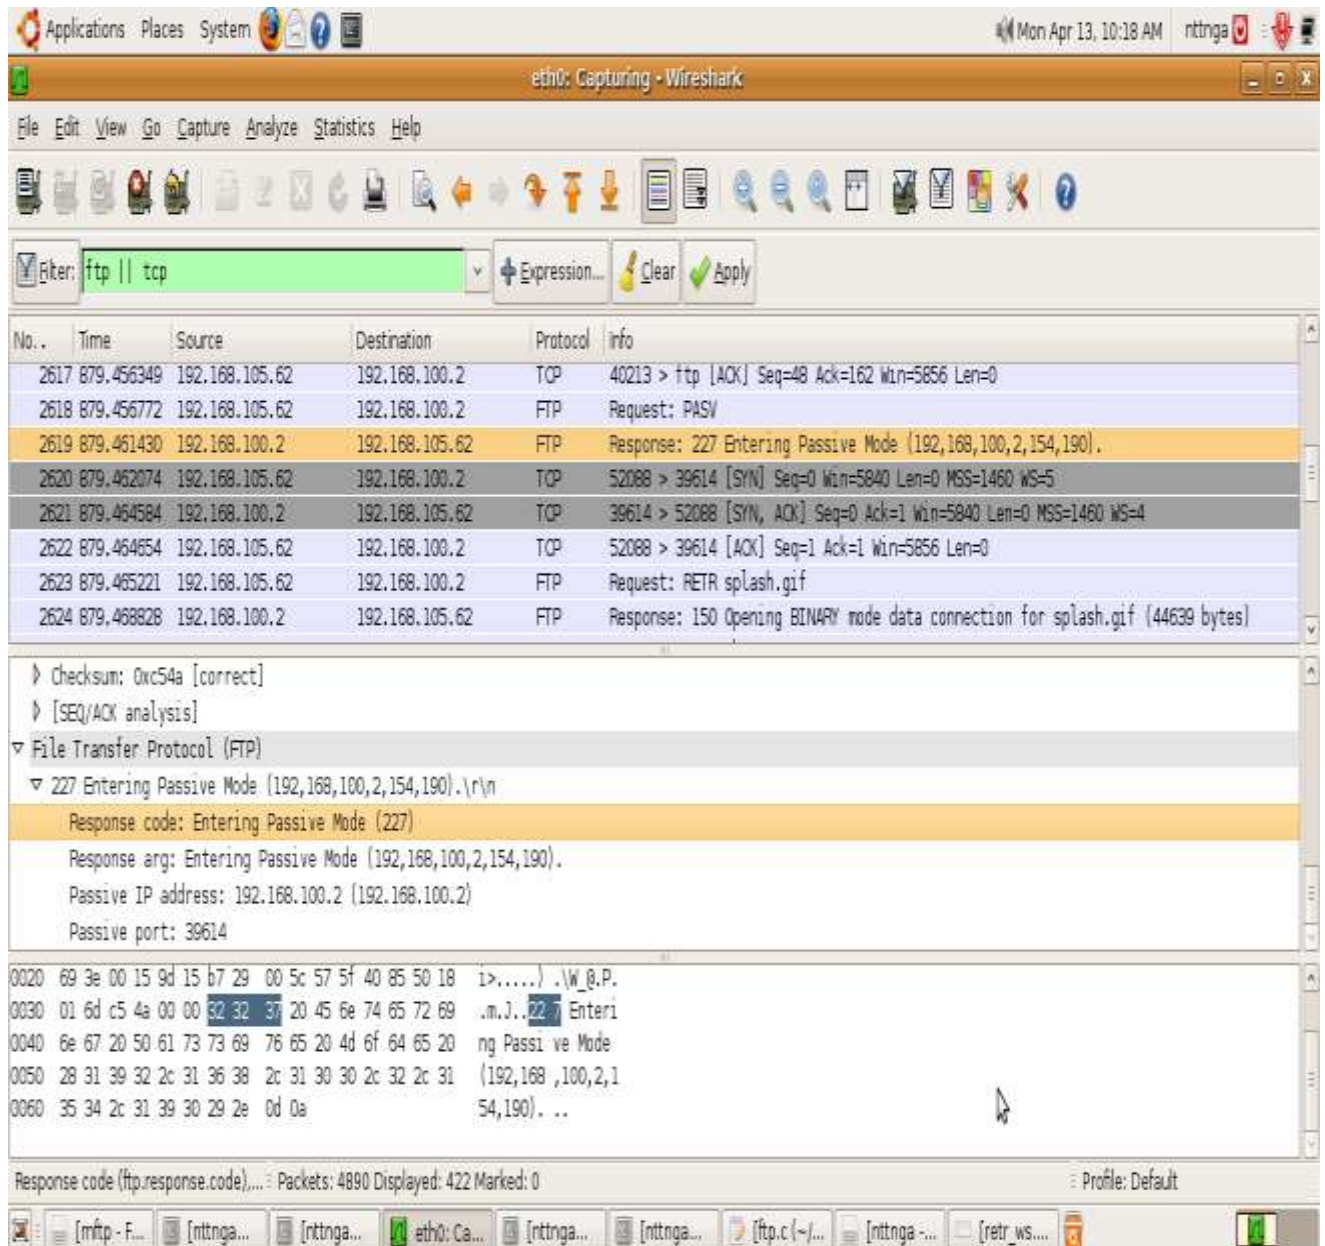 Applications Places System Mon Apr 13, 10:18 AM nttnga
eth0: Capturing - Wireshark
File Edit View Go Capture Analyze Statistics Help
Filter: ftp || tcp Expression... Clear Apply
No.. Time Source Destination Protocol Info
2617 879.456349 192.168.105.62 192.168.100.2 TCP 40213 > ftp [ACK] Seq=48 Ack=162 Win=5856 Len=0
2618 879.456772 192.168.105.62 192.168.100.2 FTP Request: PASV
2619 879.461430 192.168.100.2 192.168.105.62 FTP Response: 227 Entering Passive Mode (192,168,100,2,154,190).
2620 879.462074 192.168.105.62 192.168.100.2 TCP 52088 > 39614 [SYN] Seq=0 Win=5840 Len=0 MSS=1460 WS=5
2621 879.464584 192.168.100.2 192.168.105.62 TCP 39614 > 52088 [SYN, ACK] Seq=0 Ack=1 Win=5840 Len=0 MSS=1460 WS=4
2622 879.464654 192.168.105.62 192.168.100.2 TCP 52088 > 39614 [ACK] Seq=1 Ack=1 Win=5856 Len=0
2623 879.465221 192.168.105.62 192.168.100.2 FTP Request: RETR splash.gif
2624 879.468828 192.168.100.2 192.168.105.62 FTP Response: 150 Opening BINARY mode data connection for splash.gif (44639 bytes)
Checksum: 0xc54a [correct]
[SEQ/ACK analysis]
File Transfer Protocol (FTP)
227 Entering Passive Mode (192,168,100,2,154,190).\r\n
Response code: Entering Passive Mode (227)
Response arg: Entering Passive Mode (192,168,100,2,154,190).
Passive IP address: 192.168.100.2 (192.168.100.2)
Passive port: 39614
0020 69 3e 00 15 9d 15 b7 29 00 5c 57 5f 40 85 50 18 i>.....) .\W_@.P.
0030 01 6d c5 4a 00 00 32 32 37 20 45 6e 74 65 72 69 .m.J..22 7 Enteri
0040 6e 67 20 50 61 73 73 69 76 65 20 4d 6f 64 65 20 ng Passi ve Mode
0050 28 31 39 32 2c 31 36 38 2c 31 30 30 2c 32 2c 31 (192,168 ,100,2,1
0060 35 34 2c 31 39 30 29 2e 0d 0a 54,190). ..
Response code (ftp.response.code),... Packets: 4890 Displayed: 422 Marked: 0 Profile: Default
[mftp - F... [nttnga... [nttnga... eth0: Ca... [nttnga... [nttnga... [ftp.c (~/... [nttnga -... [retr_ws....